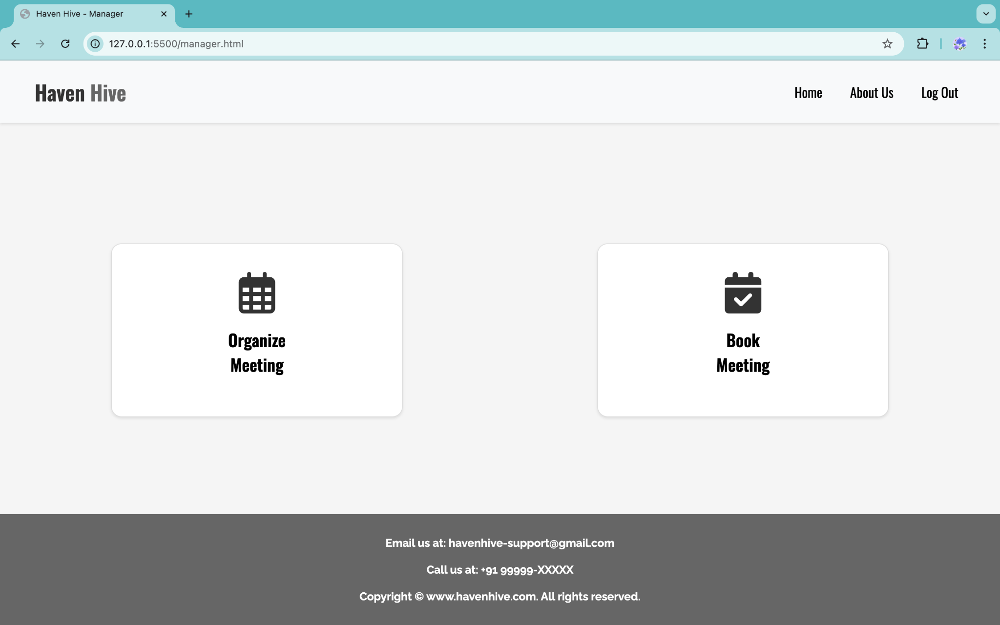 Haven Hive - Manager
127.0.0.1:5500/manager.html
Haven Hive
Home
About Us
Log Out
Organize
Meeting
Book
Meeting
Email us at: havenhive-support@gmail.com
Call us at: +91 99999-XXXXX
Copyright © www.havenhive.com. All rights reserved.